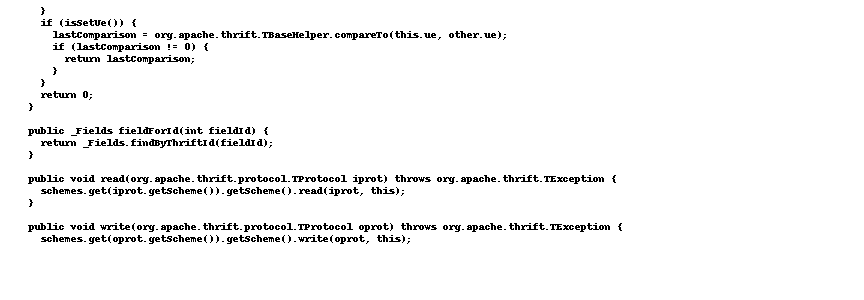 }
if (isSetUe()) {
lastComparison = org.apache.thrift.TBaseHelper.compareTo(this.ue, other.ue);
if (lastComparison != 0) {
return lastComparison;
}
}
return 0;
}
public _Fields fieldForId(int fieldId) {
return _Fields.findByThriftId(fieldId);
}
public void read(org.apache.thrift.protocol.TProtocol iprot) throws org.apache.thrift.TException {
schemes.get(iprot.getScheme()).getScheme().read(iprot, this);
}
public void write(org.apache.thrift.protocol.TProtocol oprot) throws org.apache.thrift.TException {
schemes.get(oprot.getScheme()).getScheme().write(oprot, this);